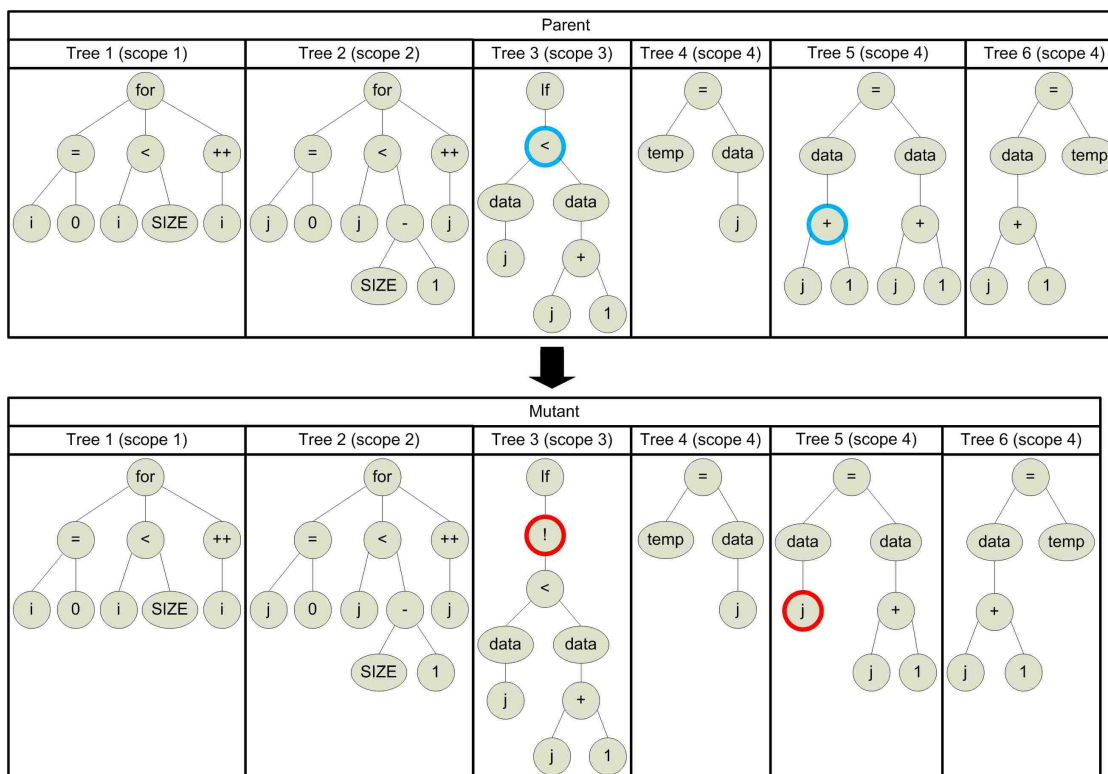 Parent
Tree 1 (scope 1) Tree 2 (scope 2) Tree 3 (scope 3) Tree 4 (scope 4) Tree 5 (scope 4) Tree 6 (scope 4)
for for If = = =
= < ++ = < ++ < temp data data data data temp
i 0 i SIZE i j 0 j - j data data j + + +
SIZE 1 j + j 1 j 1 j 1
j 1
Mutant
Tree 1 (scope 1) Tree 2 (scope 2) Tree 3 (scope 3) Tree 4 (scope 4) Tree 5 (scope 4) Tree 6 (scope 4)
for for If = = =
= < ++ = < ++ ! temp data data data data temp
i 0 i SIZE i j 0 j - j < j j + +
SIZE 1 data data j 1 j 1
j +
j 1